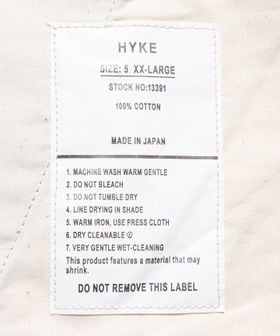 HYKE
SIZE: 5 XX-LARGE
STOCK NO:13391
100% COTTON
MADE IN JAPAN
1. MACHINE WASH WARM GENTLE
2. DO NOT BLEACH
3. DO NOT TUMBLE DRY
4. LINE DRYING IN SHADE
5. WARM IRON, USE PRESS CLOTH
6. DRY CLEANABLE
7. VERY GENTLE WET-CLEANING
This product features a material that may
shrink.
DO NOT REMOVE THIS LABEL